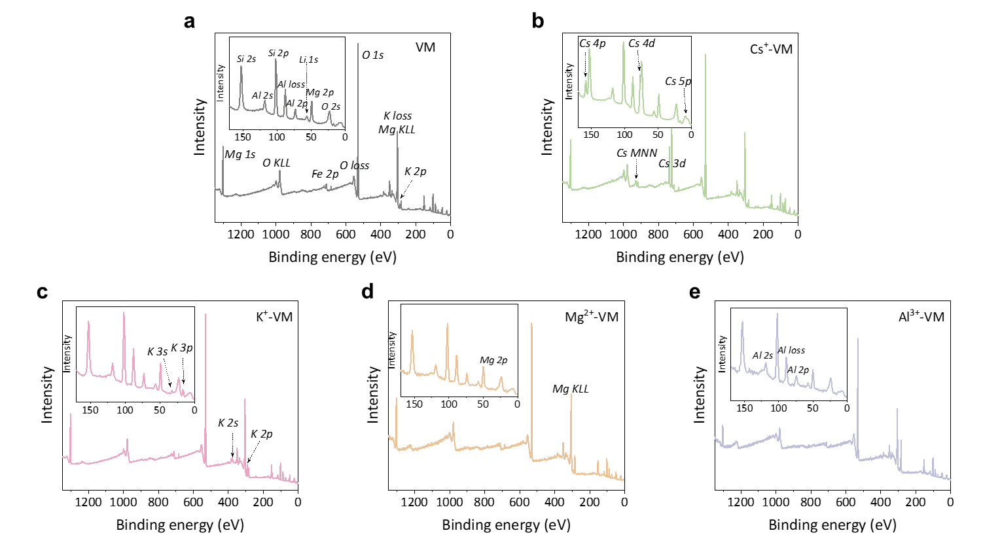 a
VM
Intensity
Intensity
Si 2s
Al 2s
Si 2p
Al loss
Al 2p
Li 1s
Mg 2p
O 2s
150 100 50 0
O 1s
K loss
Mg KLL
Mg 1s
O KLL
Fe 2p
O loss
K 2p
1200 1000 800 600 400 200 0
Binding energy (eV)
b
Cs⁺-VM
Intensity
Intensity
Cs 4p
Cs 4d
Cs 5p
150 100 50 0
Cs MNN
Cs 3d
1200 1000 800 600 400 200 0
Binding energy (eV)
c
K⁺-VM
Intensity
Intensity
K 3s
K 3p
150 100 50 0
K 2s
K 2p
1200 1000 800 600 400 200 0
Binding energy (eV)
d
Mg²⁺-VM
Intensity
Intensity
Mg 2p
150 100 50 0
Mg KLL
1200 1000 800 600 400 200 0
Binding energy (eV)
e
Al³⁺-VM
Intensity
Intensity
Al 2s
Al loss
Al 2p
150 100 50 0
1200 1000 800 600 400 200 0
Binding energy (eV)